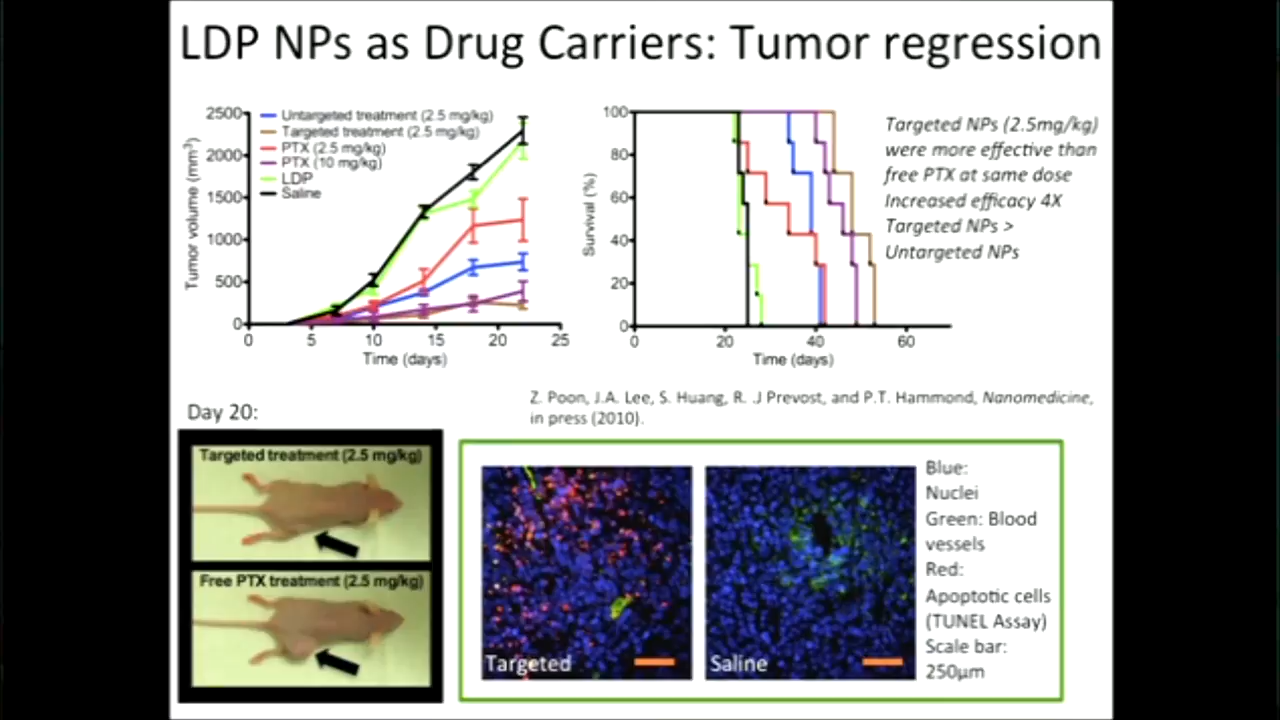 LDP NPs as Drug Carriers: Tumor regression
2500
2000
1500
1000
500
0
Tumor volume (mm³)
Untargeted treatment (2.5 mg/kg)
Targeted treatment (2.5 mg/kg)
PTX (2.5 mg/kg)
PTX (10 mg/kg)
LDP
Saline
0 5 10 15 20 25
Time (days)
100
80
60
40
20
0
Survival (%)
0 20 40 60
Time (days)
Targeted NPs (2.5mg/kg)
were more effective than
free PTX at same dose
Increased efficacy 4X
Targeted NPs >
Untargeted NPs
Z. Poon, J.A. Lee, S. Huang, R. .J Prevost, and P.T. Hammond, Nanomedicine,
in press (2010).
Day 20:
Targeted treatment (2.5 mg/kg)
Free PTX treatment (2.5 mg/kg)
Targeted
Saline
Blue:
Nuclei
Green: Blood
vessels
Red:
Apoptotic cells
(TUNEL Assay)
Scale bar:
250μm